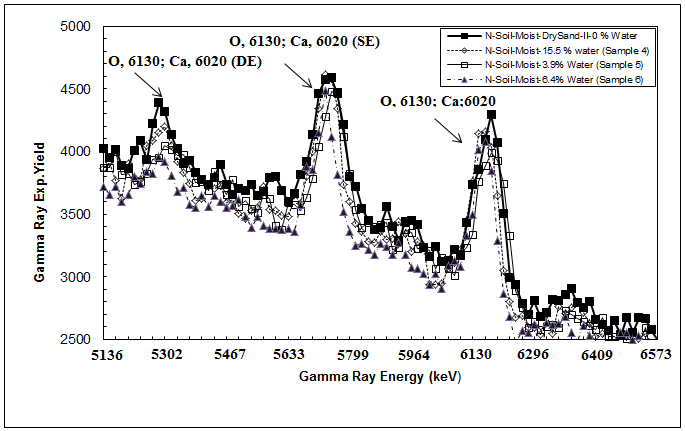 O, 6130; Ca, 6020 (SE)
O, 6130; Ca, 6020 (DE)
O, 6130; Ca;6020
N-Soil-Moist-DrySand-II-0 % Water
N-Soil-Moist-15.5 % water (Sample 4)
N-Soil-Moist-3.9% Water (Sample 5)
N-Soil-Moist-6.4% Water (Sample 6)
Gamma Ray Exp.Yield
5000
4500
4000
3500
3000
2500
5136 5302 5467 5633 5799 5964 6130 6296 6409 6573
Gamma Ray Energy (keV)